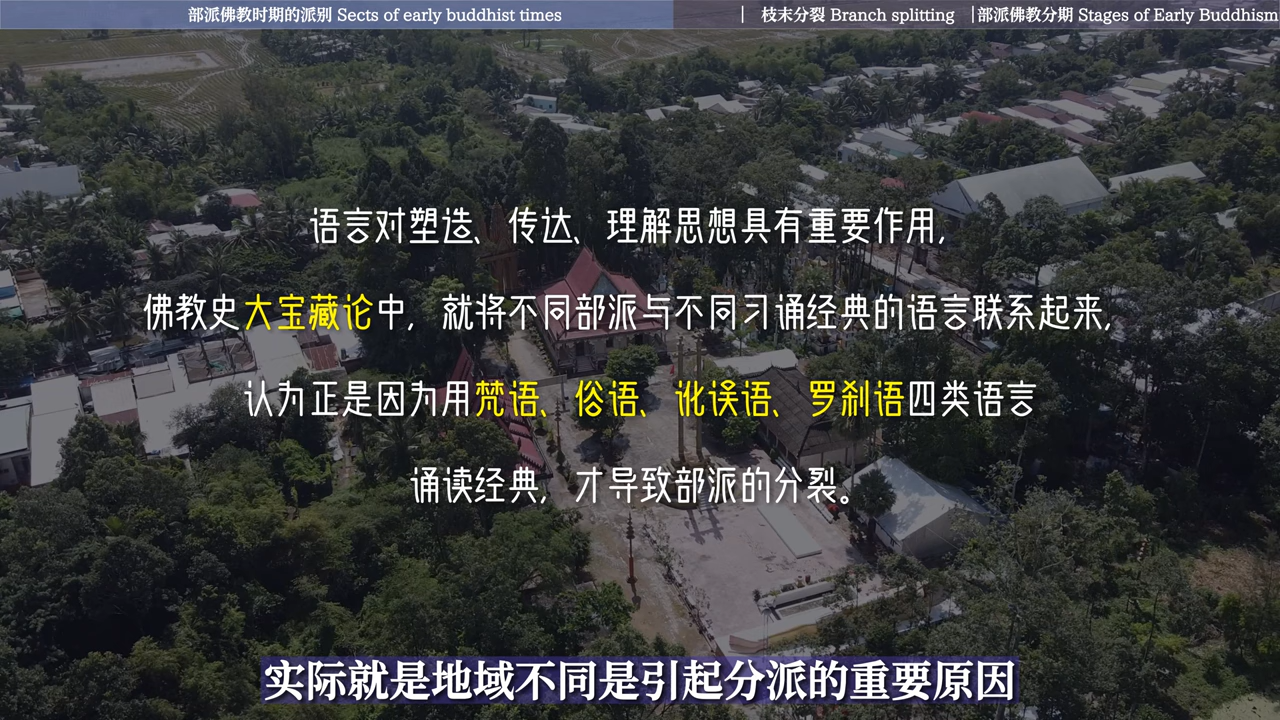 部派佛教时期的派别 Sects of early buddhist times | 枝末分裂 Branch splitting |部派佛教分期 Stages of Early Buddhism
语言对塑造、传达、理解思想具有重要作用,
佛教史大宝藏论中, 就将不同部派与不同习诵经典的语言联系起来,
认为正是因为用梵语、俗语、讹误语、罗刹语四类语言
诵读经典, 才导致部派的分裂。
实际就是地域不同是引起分派的重要原因